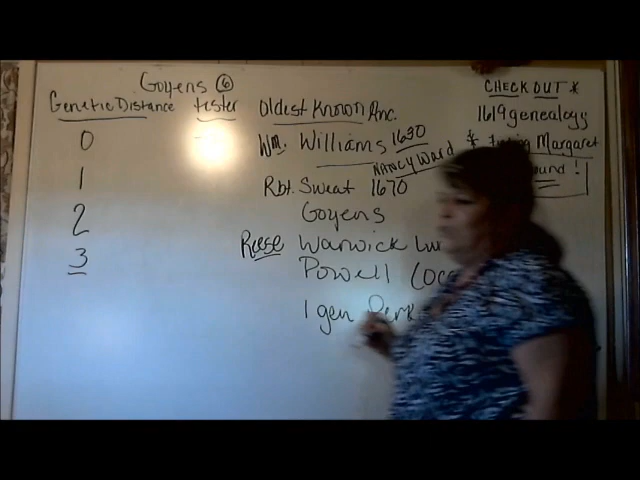 Goyens 6
Genetic Distance tester
0
1
2
3
Oldest Known Anc.
Wm. Williams 1630
Nancy Ward
Rbt. Sweat 1670
Goyens
Reese Warwick
Powell
1 gen
CHECK OUT *
1619genealogy
& Margaret